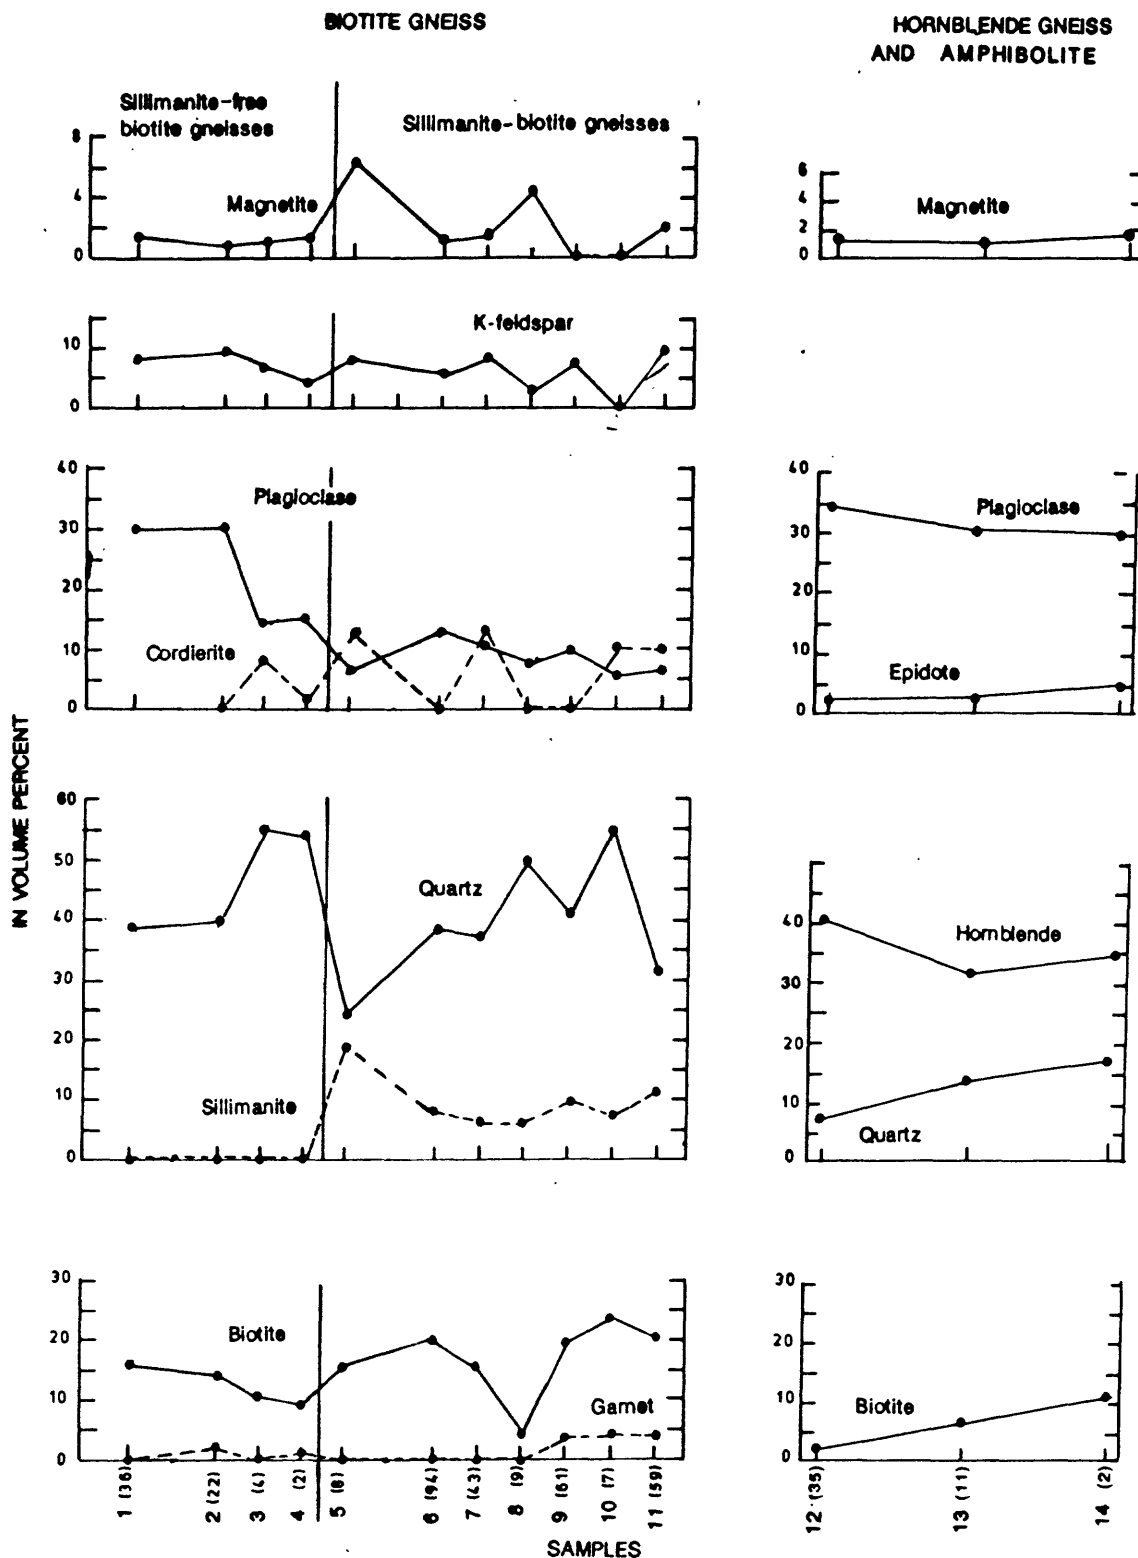 BIOTITE GNEISS
HORNBLENDE GNEISS
AND AMPHIBOLITE
Sillimanite-free
biotite gneisses
Sillimanite-biotite gneisses
8
4
0
Magnetite
6
4
2
0
Magnetite
10
0
K-feldspar
40
30
20
10
0
Plagioclase
Cordierite
40
30
20
10
0
Plagioclase
Epidote
IN VOLUME PERCENT
60
50
40
30
20
10
0
Quartz
Sillimanite
40
30
20
10
0
Hornblende
Quartz
30
20
10
0
Biotite
Garnet
30
20
10
0
Biotite
1 (36)
2 (22)
3 (4)
4 (2)
5 (8)
6 (94)
7 (43)
8 (9)
9 (61)
10 (7)
11 (59)
12 (35)
13 (11)
14 (2)
SAMPLES